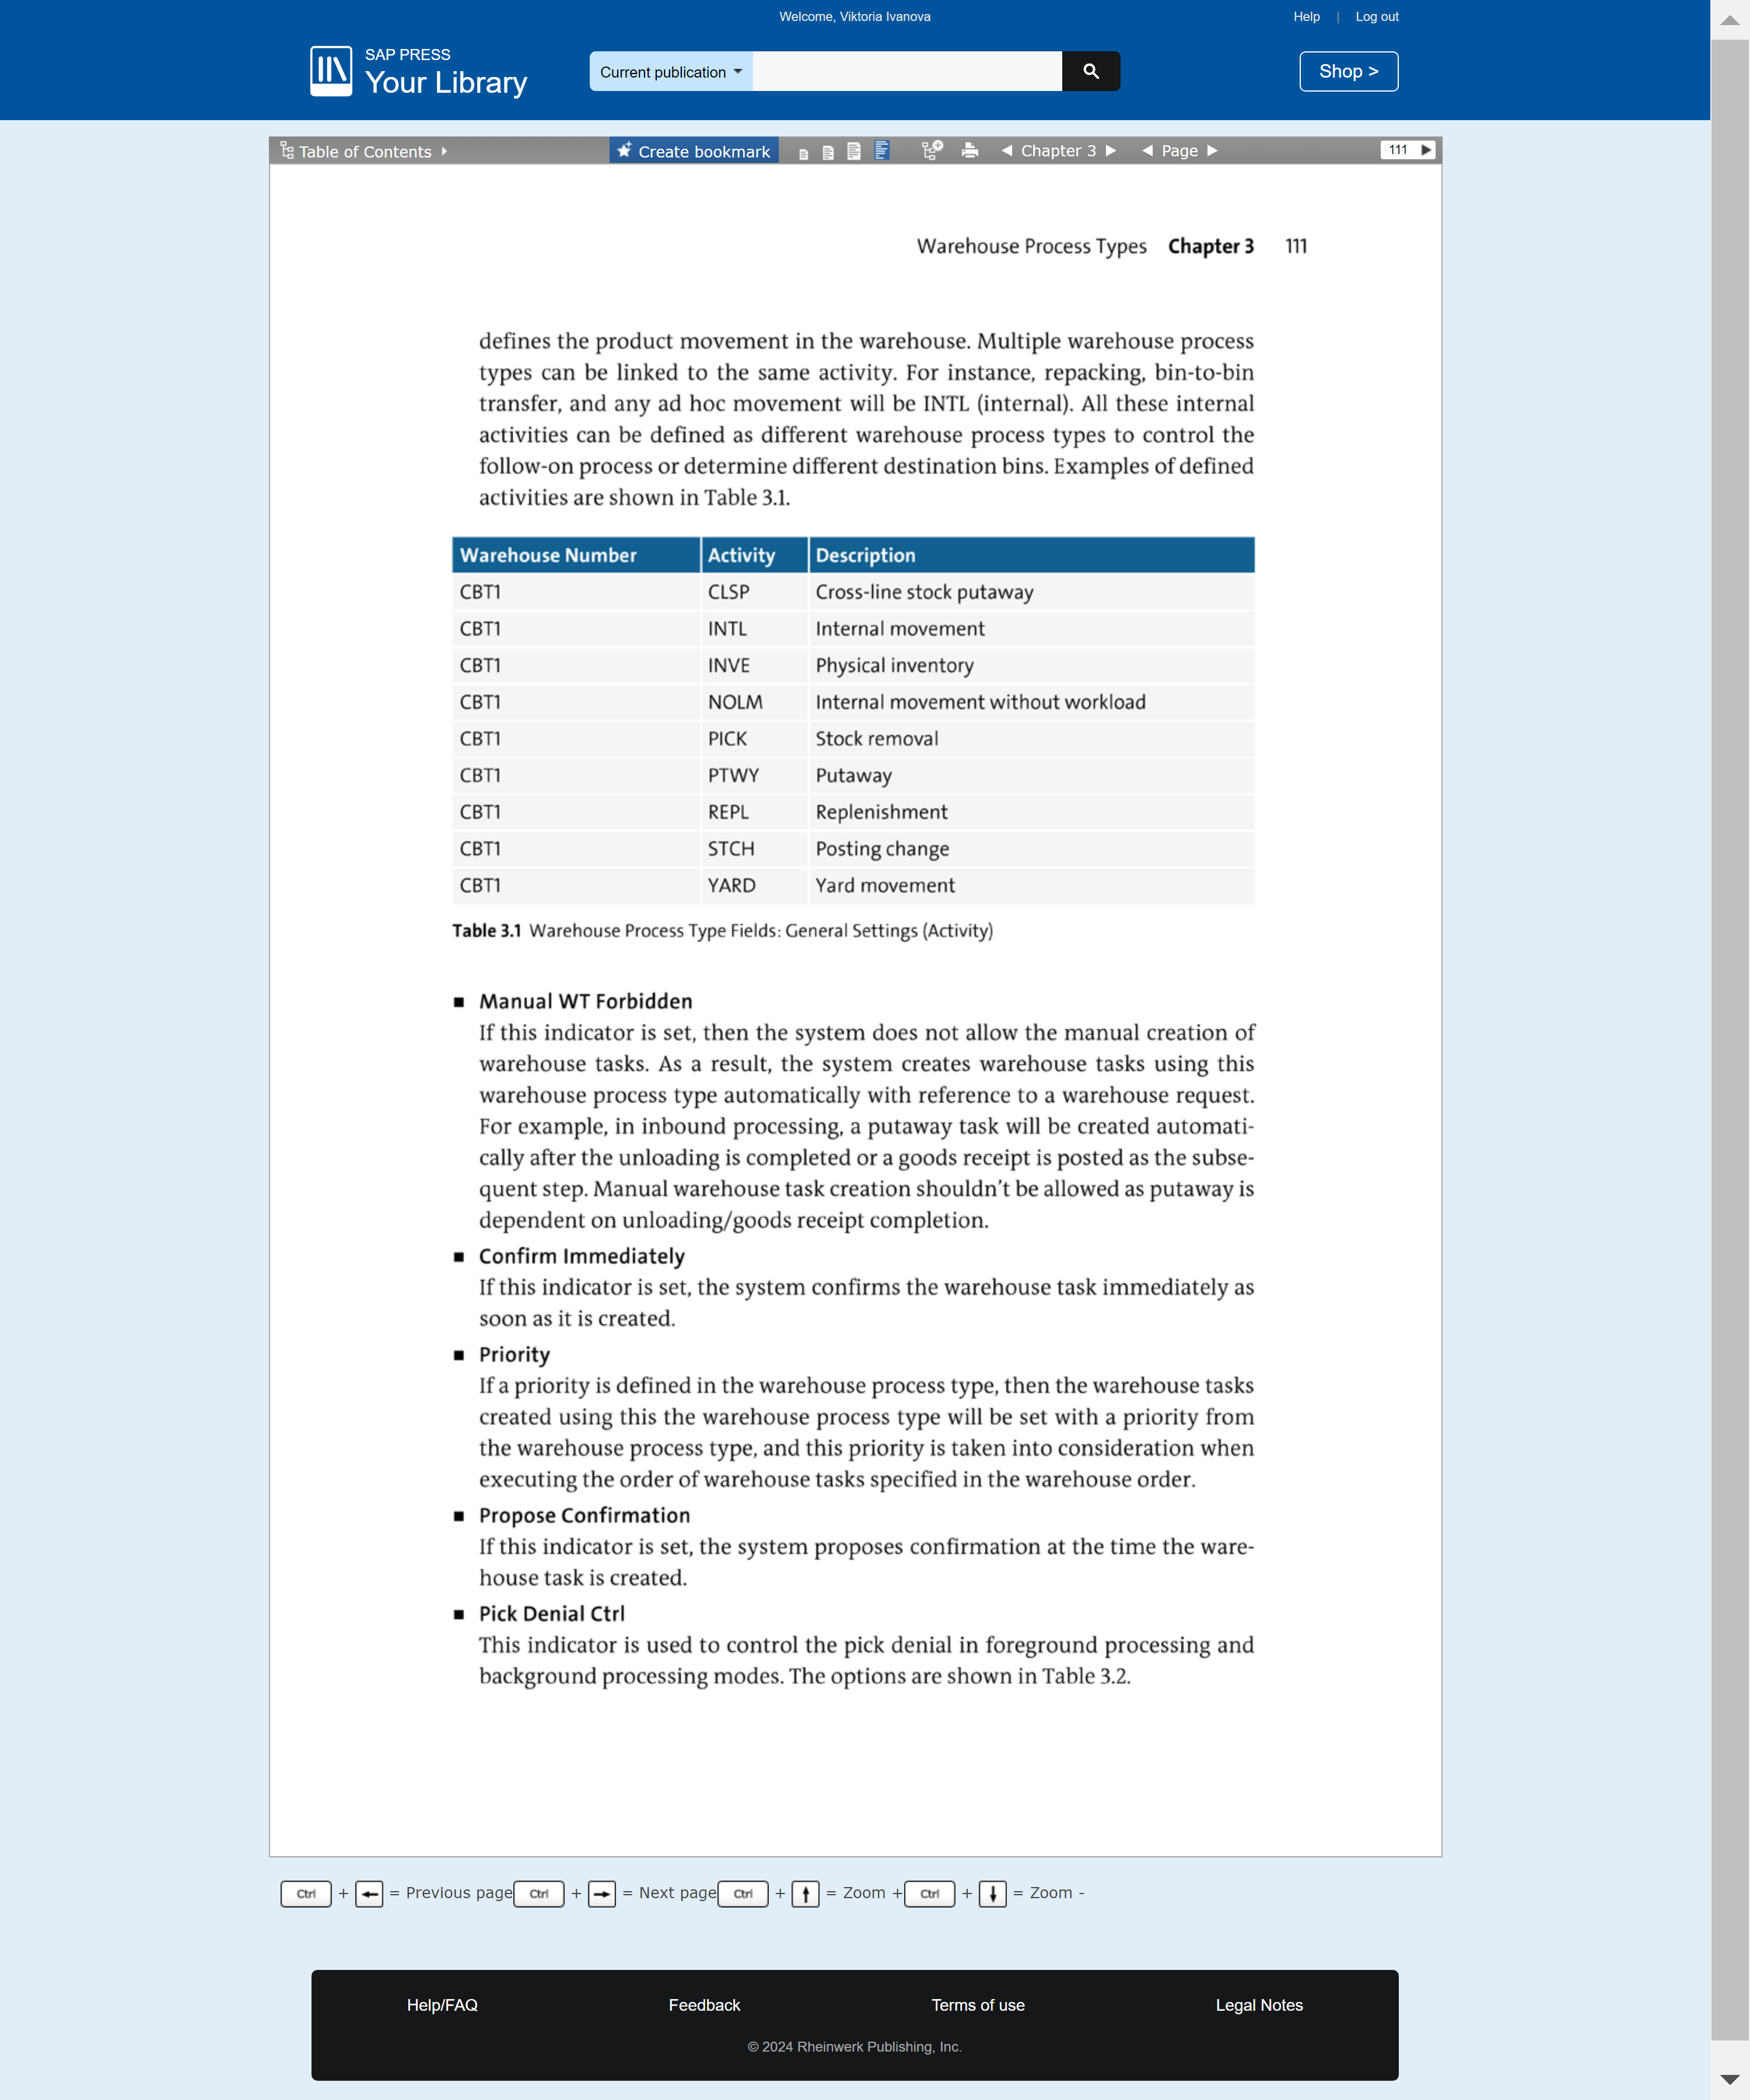 Welcome, Viktoria Ivanova
Help | Log out
SAP PRESS
Your Library
Current publication
Shop >
Table of Contents
Create bookmark
Chapter 3
Page
111
Warehouse Process Types Chapter 3 111
defines the product movement in the warehouse. Multiple warehouse process
types can be linked to the same activity. For instance, repacking, bin-to-bin
transfer, and any ad hoc movement will be INTL (internal). All these internal
activities can be defined as different warehouse process types to control the
follow-on process or determine different destination bins. Examples of defined
activities are shown in Table 3.1.
Warehouse Number Activity Description
CBT1 CLSP Cross-line stock putaway
CBT1 INTL Internal movement
CBT1 INVE Physical inventory
CBT1 NOLM Internal movement without workload
CBT1 PICK Stock removal
CBT1 PTWY Putaway
CBT1 REPL Replenishment
CBT1 STCH Posting change
CBT1 YARD Yard movement
Table 3.1 Warehouse Process Type Fields: General Settings (Activity)
■ Manual WT Forbidden
If this indicator is set, then the system does not allow the manual creation of
warehouse tasks. As a result, the system creates warehouse tasks using this
warehouse process type automatically with reference to a warehouse request.
For example, in inbound processing, a putaway task will be created automati-
cally after the unloading is completed or a goods receipt is posted as the subse-
quent step. Manual warehouse task creation shouldn't be allowed as putaway is
dependent on unloading/goods receipt completion.
■ Confirm Immediately
If this indicator is set, the system confirms the warehouse task immediately as
soon as it is created.
■ Priority
If a priority is defined in the warehouse process type, then the warehouse tasks
created using this the warehouse process type will be set with a priority from
the warehouse process type, and this priority is taken into consideration when
executing the order of warehouse tasks specified in the warehouse order.
■ Propose Confirmation
If this indicator is set, the system proposes confirmation at the time the ware-
house task is created.
■ Pick Denial Ctrl
This indicator is used to control the pick denial in foreground processing and
background processing modes. The options are shown in Table 3.2.
Ctrl + ← = Previous page Ctrl + → = Next page Ctrl + ↑ = Zoom + Ctrl + ↓ = Zoom -
Help/FAQ Feedback Terms of use Legal Notes
© 2024 Rheinwerk Publishing, Inc.